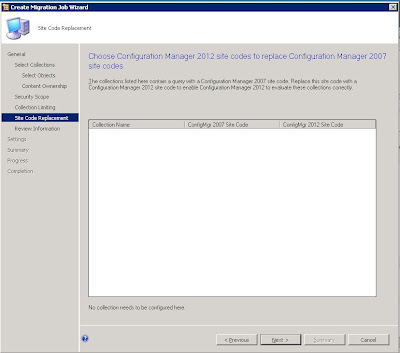 Create Migration Job Wizard
Site Code Replacement
General
Select Collections
Select Objects
Content Ownership
Security Scope
Collection Limiting
Site Code Replacement
Review Information
Settings
Summary
Progress
Completion
Choose Configuration Manager 2012 site codes to replace Configuration Manager 2007
site codes
The collections listed here contain a query with a Configuration Manager 2007 site code. Replace this site code with a
Configuration Manager 2012 site code to enable Configuration Manager 2012 to evaluate these collections correctly.
Collection Name ConfigMgr 2007 Site Code ConfigMgr 2012 Site Code
No collection needs to be configured here.
< Previous Next > Summary Cancel